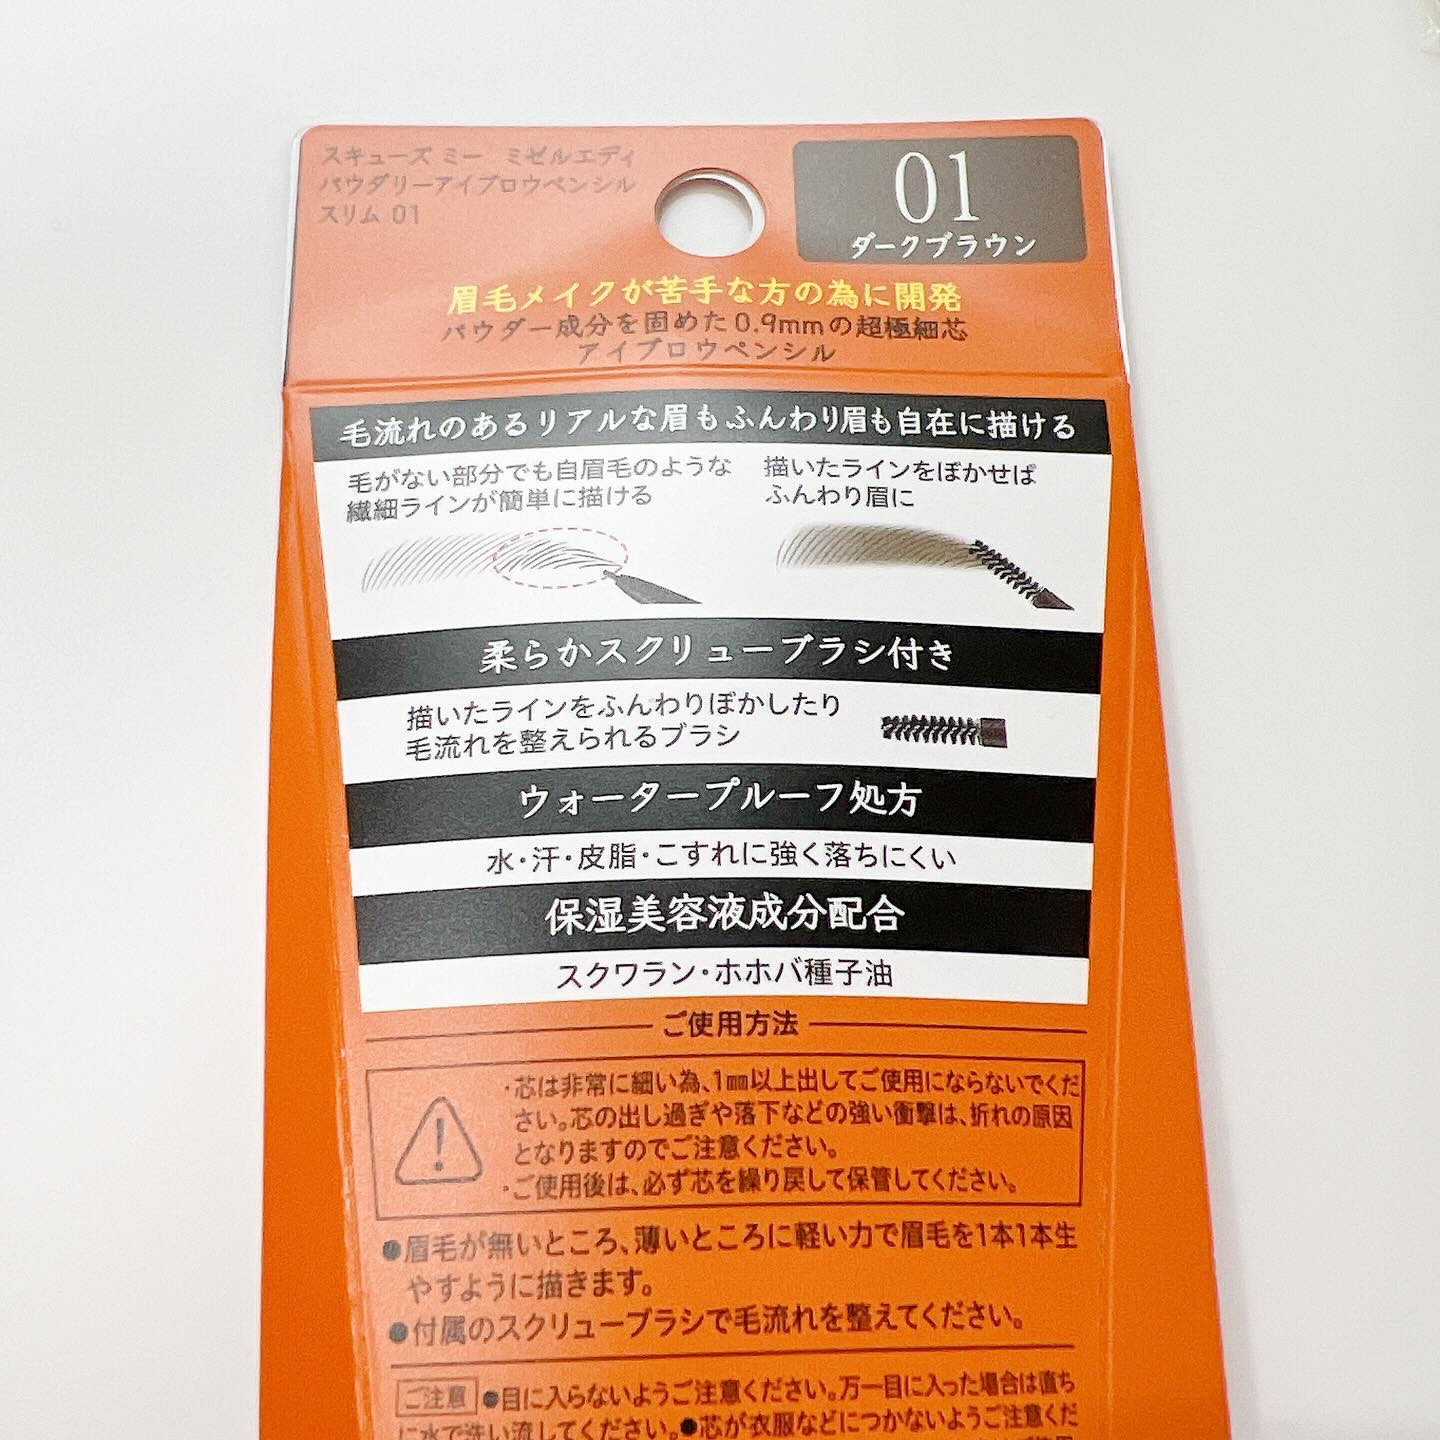 スキューズ ミー ミゼルエディ
パウダリーアイブロウペンシル
スリム 01
01
ダークブラウン
眉毛メイクが苦手な方の為に開発
パウダー成分を固めた0.9mmの超極細芯
アイブロウペンシル
毛流れのあるリアルな眉もふんわり眉も自在に描ける
毛がない部分でも自眉毛のような
繊細ラインが簡単に描ける
描いたラインをぼかせば
ふんわり眉に
柔らかスクリューブラシ付き
描いたラインをふんわりぼかしたり
毛流れを整えられるブラシ
ウォータープルーフ処方
水・汗・皮脂・こすれに強く落ちにくい
保湿美容液成分配合
スクワラン・ホホバ種子油
ご使用方法
・芯は非常に細い為、1㎜以上出してご使用にならないでくだ
さい。芯の出し過ぎや落下などの強い衝撃は、折れの原因
となりますのでご注意ください。
・ご使用後は、必ず芯を繰り戻して保管してください。
●眉毛が無いところ、薄いところに軽い力で眉毛を1本1本生
やすように描きます。
●付属のスクリューブラシで毛流れを整えてください。
ご注意 ●目に入らないようご注意ください。万一目に入った場合は直ち
に水で洗い流してください。●芯が衣服などにつかないようご注意くだ